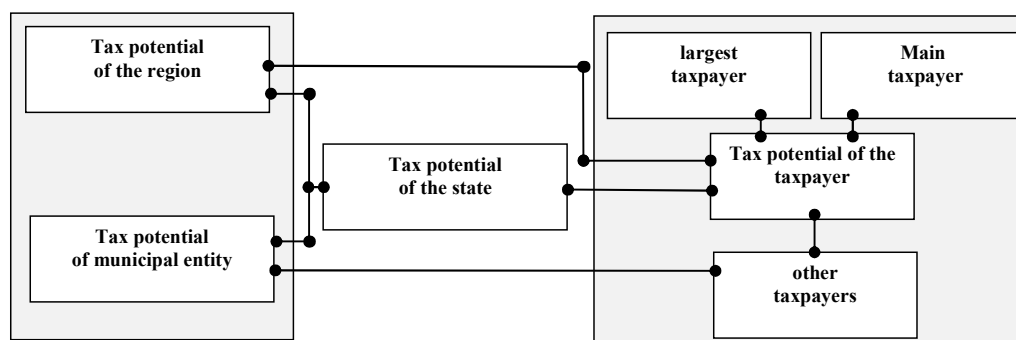 Tax potential
of the region
largest
taxpayer
Main
taxpayer
Tax potential
of the state
Tax potential of the
taxpayer
Tax potential
of municipal entity
other
taxpayers